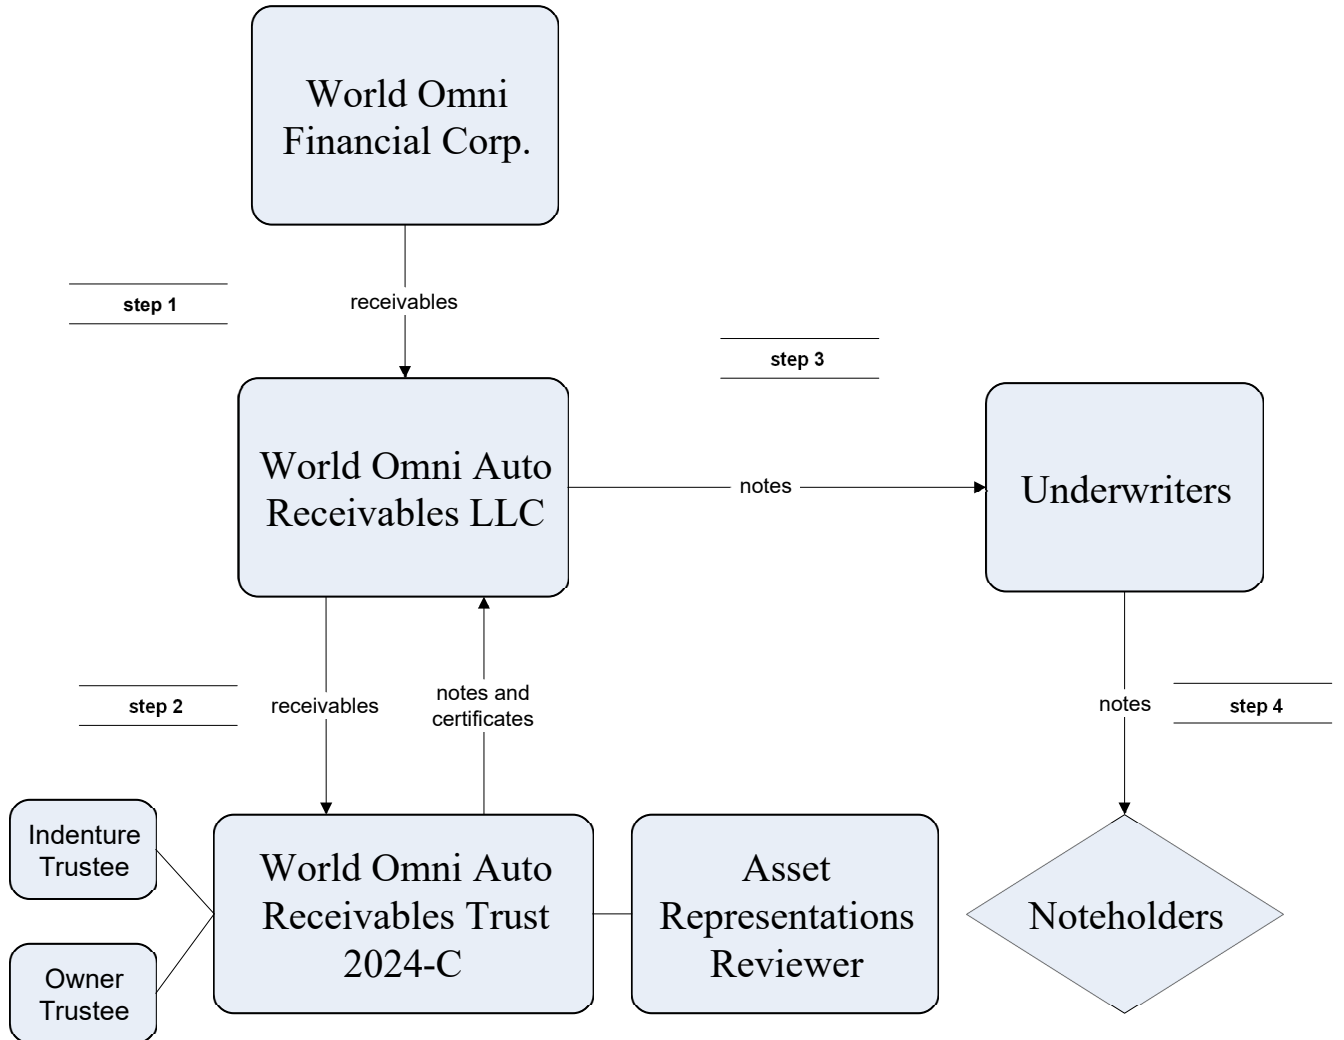 World Omni
Financial Corp.
step 1
receivables
step 3
World Omni Auto
Receivables LLC
notes
Underwriters
step 2
receivables
notes and
certificates
notes
step 4
Indenture
Trustee
Owner
Trustee
World Omni Auto
Receivables Trust
2024-C
Asset
Representations
Reviewer
Noteholders